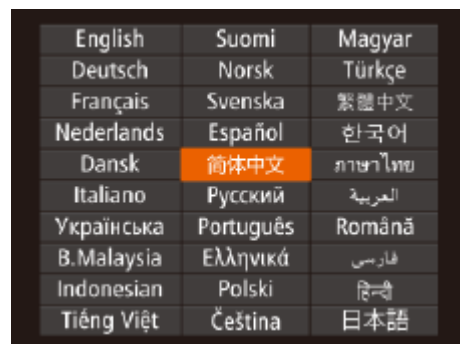 English Suomi Magyar
Deutsch Norsk Türkçe
Français Svenska 繁體中文
Nederlands Español 한국어
Dansk 简体中文 ภาษาไทย
Italiano Русский العربية
Українська Português Română
B.Malaysia Ελληνικά فارسی
Indonesian Polski हिन्दी
Tiếng Việt Čeština 日本語